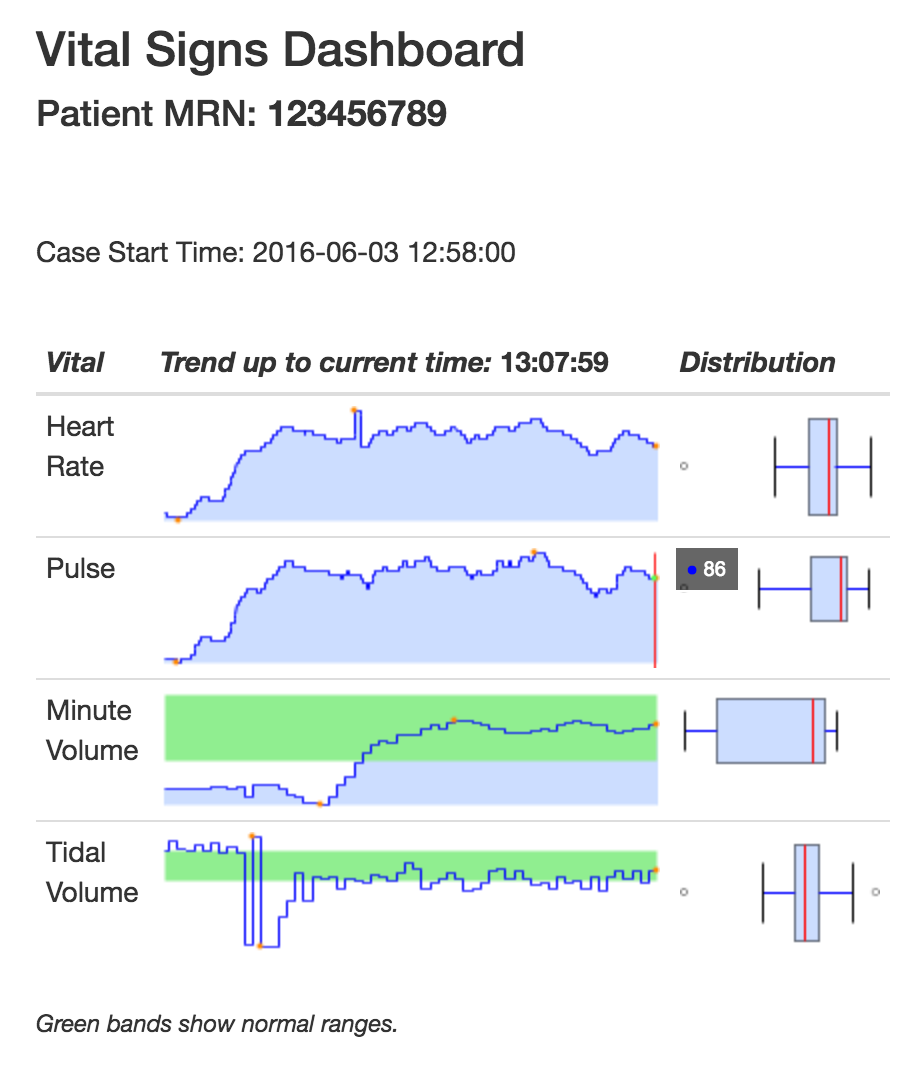 Vital Signs Dashboard
Patient MRN: 123456789
Case Start Time: 2016-06-03 12:58:00
Vital Trend up to current time: 13:07:59 Distribution
Heart
Rate
Pulse
86
Minute
Volume
Tidal
Volume
Green bands show normal ranges.